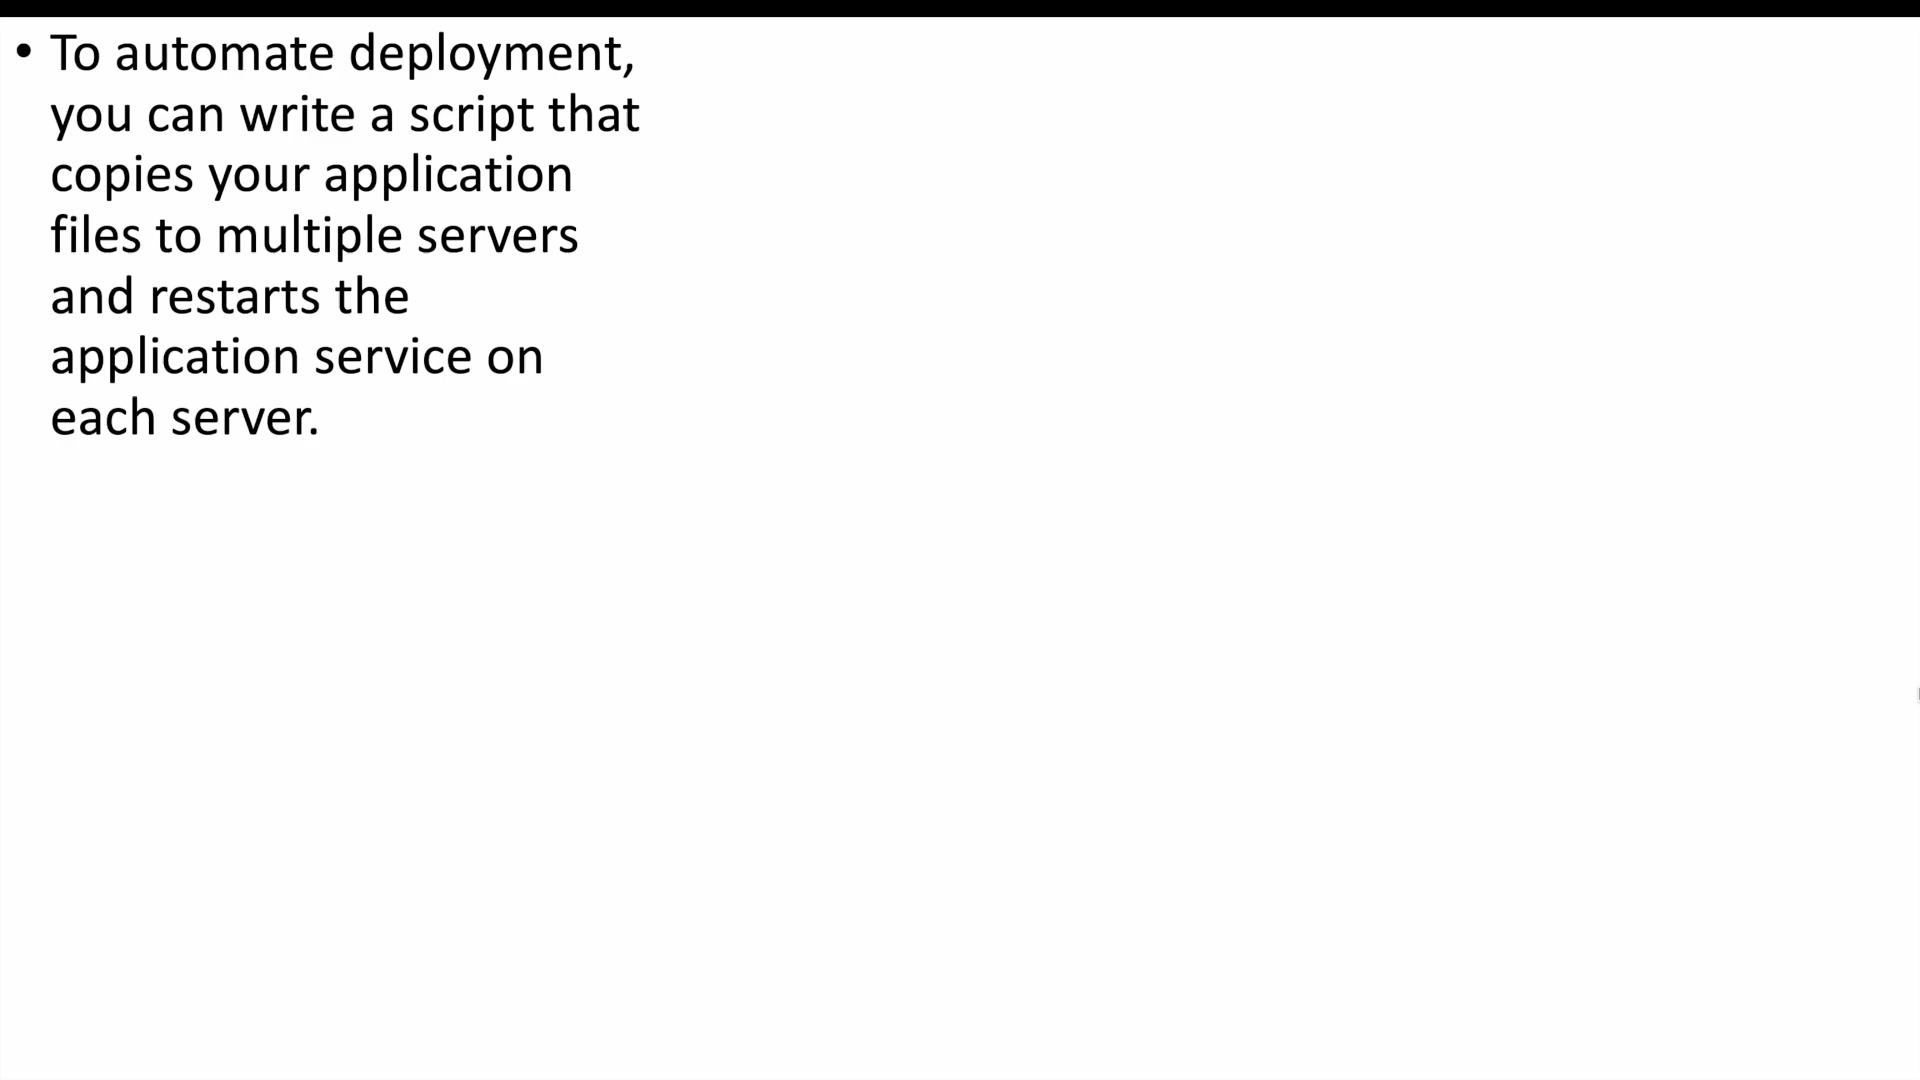 • To automate deployment,
you can write a script that
copies your application
files to multiple servers
and restarts the
application service on
each server.